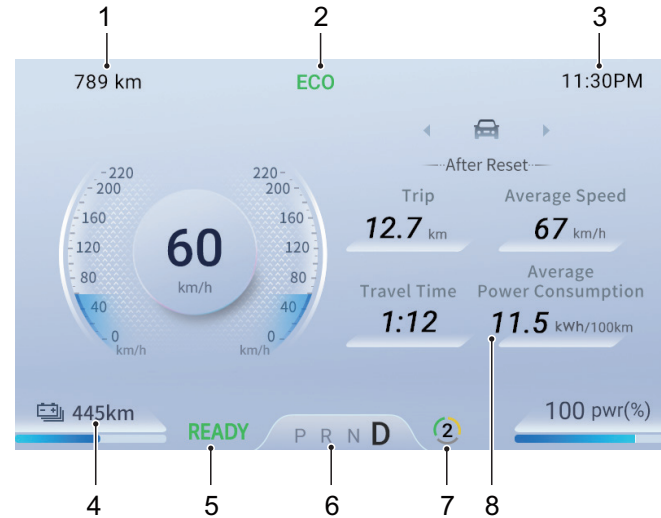 1 2 3
789 km ECO 11:30PM
After Reset
Trip Average Speed
12.7 km 67 km/h
Travel Time Average
Power Consumption
1:12 11.5 kWh/100km
220 220
200 200
160 160
120 120
80 80
40 40
0 0
km/h km/h
60
km/h
445km READY P R N D 2 100 pwr(%)
4 5 6 7 8